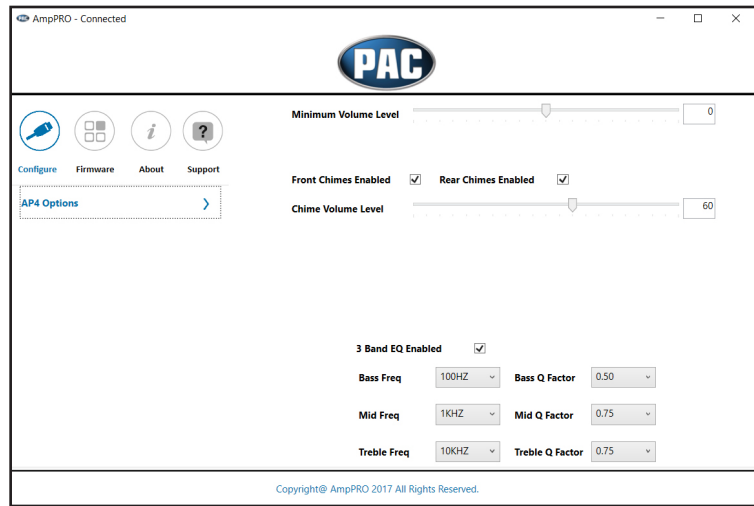 AmpPRO - Connected
PAC
Configure Firmware About Support
AP4 Options
Minimum Volume Level 0
Front Chimes Enabled Rear Chimes Enabled
Chime Volume Level 60
3 Band EQ Enabled
Bass Freq 100HZ Bass Q Factor 0.50
Mid Freq 1KHZ Mid Q Factor 0.75
Treble Freq 10KHZ Treble Q Factor 0.75
Copyright@ AmpPRO 2017 All Rights Reserved.